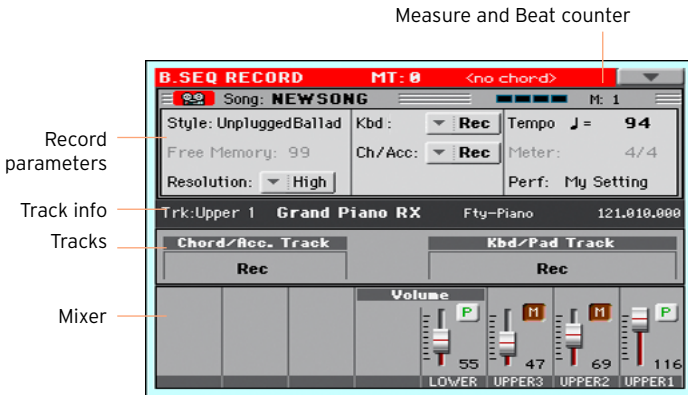 Measure and Beat counter
B.SEQ RECORD MT: 0 <no chord>
Song: NEWSONG M: 1
Style: UnpluggedBallad Kbd : Rec Tempo ♩ = 94
Record parameters
Free Memory: 99 Ch/Acc: Rec Meter: 4/4
Resolution: High Perf: My Setting
Track info
Trk:Upper 1 Grand Piano RX Fty-Piano 121.010.000
Tracks
Chord/Acc. Track Kbd/Pad Track
Rec Rec
Mixer
Volume
P M M P
55 47 69 116
LOWER UPPER3 UPPER2 UPPER1